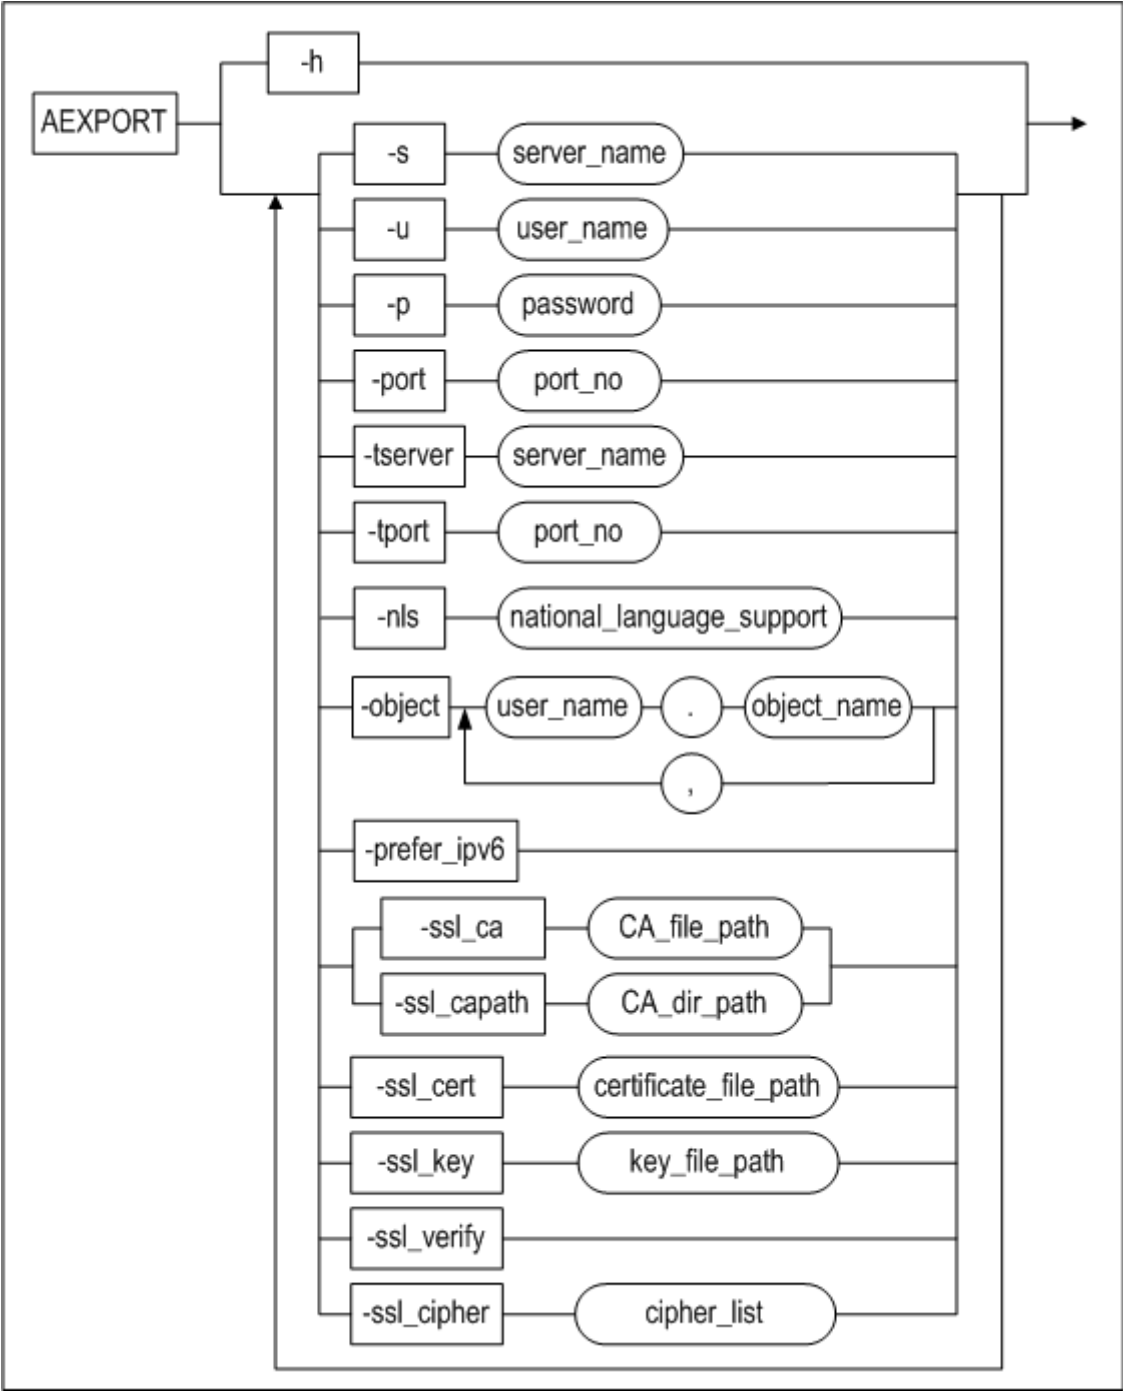 -h
AEXPORT
-s server_name
-u user_name
-p password
-port port_no
-tserver server_name
-tport port_no
-nls national_language_support
-object user_name . object_name
,
-prefer_ipv6
-ssl_ca CA_file_path
-ssl_capath CA_dir_path
-ssl_cert certificate_file_path
-ssl_key key_file_path
-ssl_verify
-ssl_cipher cipher_list